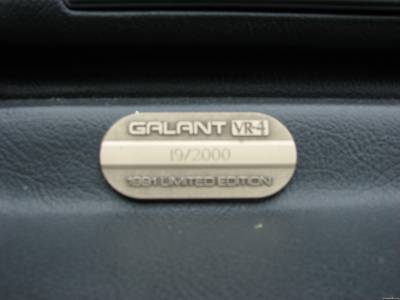 GALANT VR-4
19/2000
1991 LIMITED EDITION